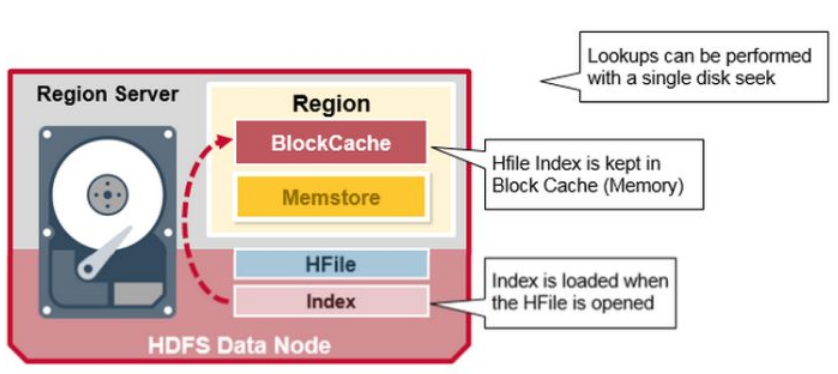 Lookups can be performed
with a single disk seek
Region Server
Region
BlockCache
Hfile Index is kept in
Block Cache (Memory)
Memstore
HFile
Index is loaded when
the HFile is opened
Index
HDFS Data Node